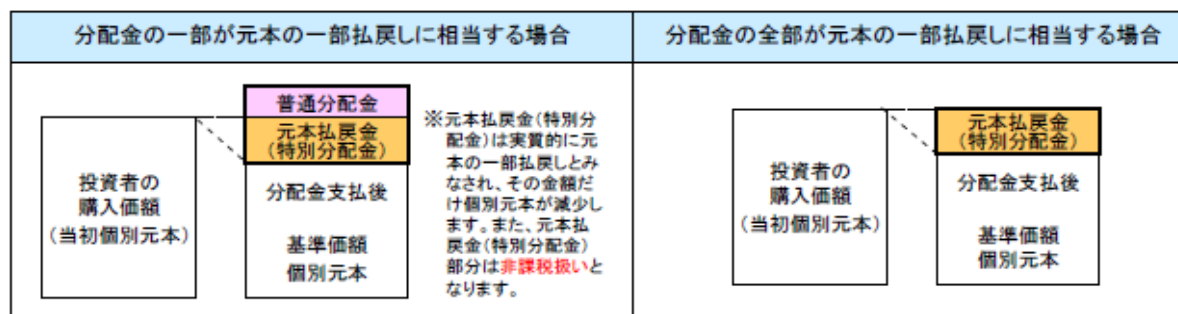 分配金の一部が元本の一部払戻しに相当する場合
普通分配金
元本払戻金
(特別分配金)
投資者の
購入価額
(当初個別元本)
分配金支払後
基準価額
個別元本
※元本払戻金(特別分
配金)は実質的に元
本の一部払戻しとみ
なされ、その金額だ
け個別元本が減少し
ます。また、元本払
戻金(特別分配金)
部分は非課税扱いと
なります。
分配金の全部が元本の一部払戻しに相当する場合
元本払戻金
(特別分配金)
投資者の
購入価額
(当初個別元本)
分配金支払後
基準価額
個別元本